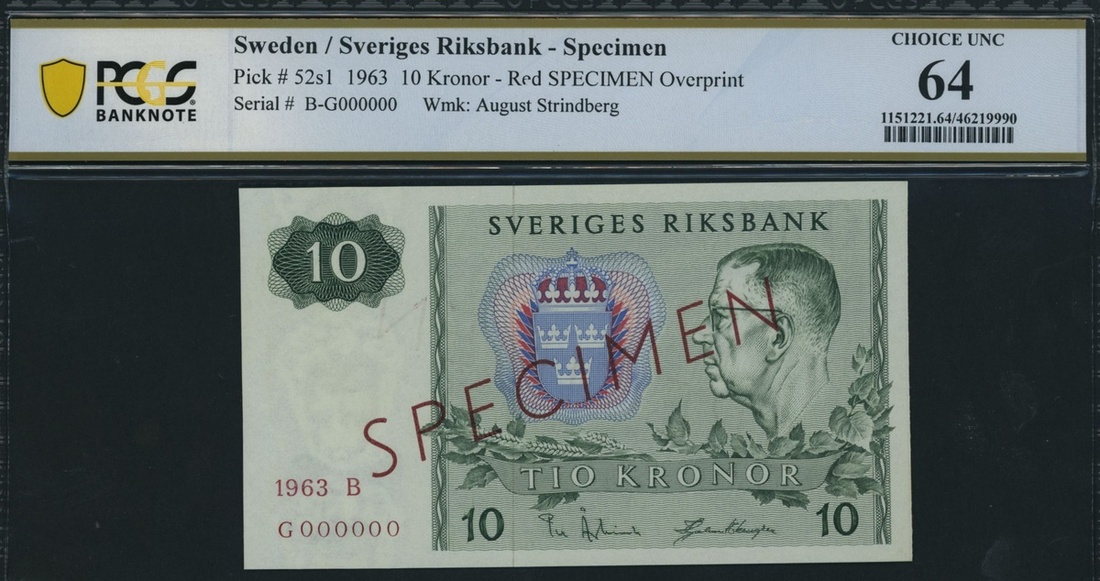 PCGS
BANKNOTE
Sweden / Sveriges Riksbank - Specimen
Pick # 52s1 1963 10 Kronor - Red SPECIMEN Overprint
Serial # B-G000000 Wmk: August Strindberg
CHOICE UNC
64
1151221.64/46219990
10
SVERIGES RIKSBANK
SPECIMEN
TIO KRONOR
1963 B
G000000
10
10